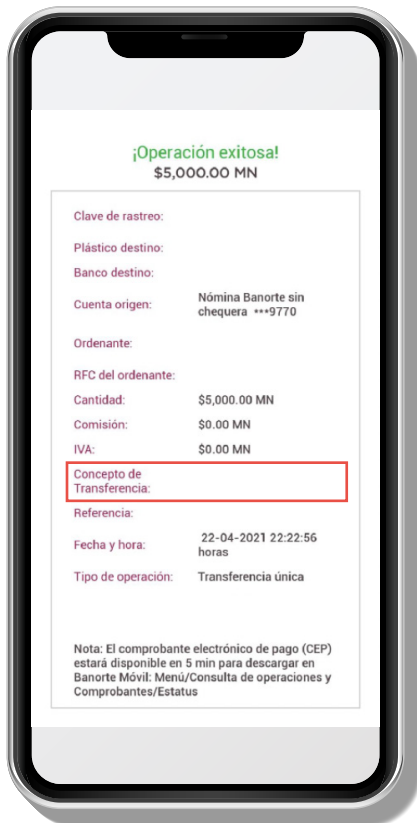 ¡Operación exitosa!
$5,000.00 MN
Clave de rastreo:
Plástico destino:
Banco destino:
Cuenta origen: Nómina Banorte sin
chequera ***9770
Ordenante:
RFC del ordenante:
Cantidad: $5,000.00 MN
Comisión: $0.00 MN
IVA: $0.00 MN
Concepto de
Transferencia:
Referencia:
Fecha y hora: 22-04-2021 22:22:56
horas
Tipo de operación: Transferencia única
Nota: El comprobante electrónico de pago (CEP)
estará disponible en 5 min para descargar en
Banorte Móvil: Menú/Consulta de operaciones y
Comprobantes/Estatus